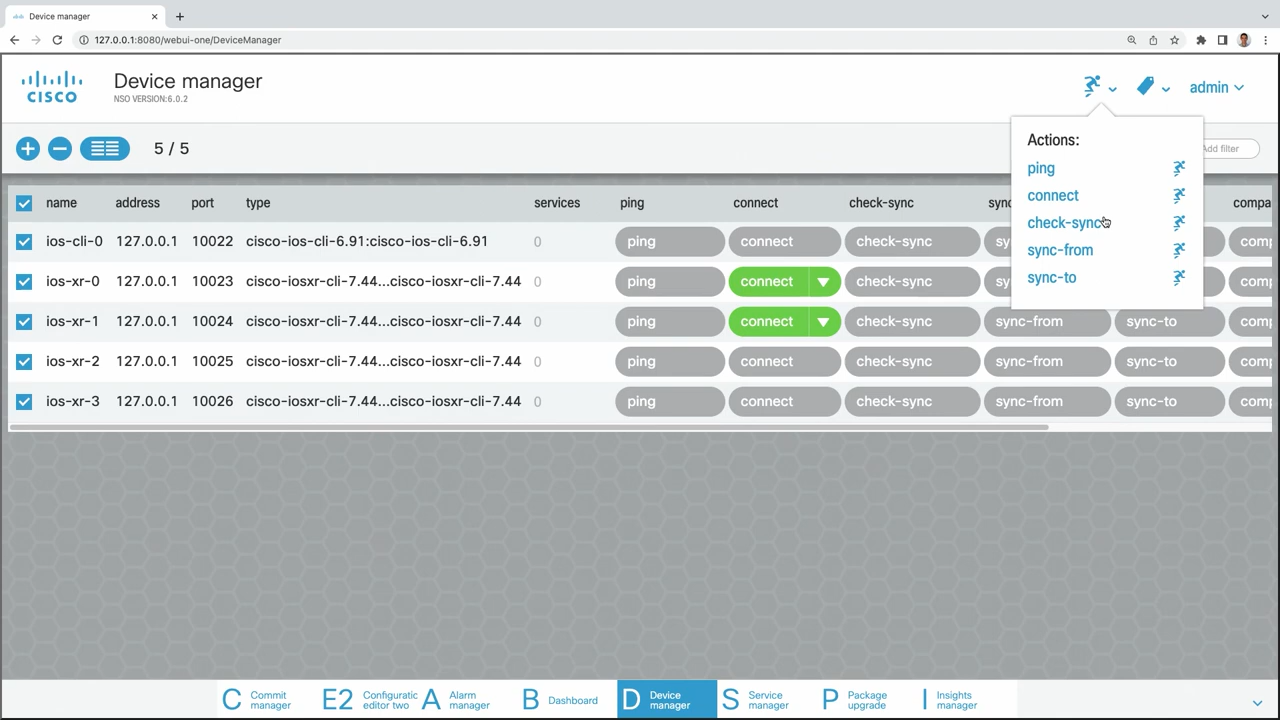 Device manager
127.0.0.1:8080/webui-one/DeviceManager
CISCO
Device manager
NSO VERSION:6.0.2
admin
5 / 5
Add filter
Actions:
ping
connect
check-sync
sync-from
sync-to
name address port type services ping connect check-sync
ios-cli-0 127.0.0.1 10022 cisco-ios-cli-6.91:cisco-ios-cli-6.91 0 ping connect check-sync
ios-xr-0 127.0.0.1 10023 cisco-iosxr-cli-7.44...cisco-iosxr-cli-7.44 0 ping connect check-sync
ios-xr-1 127.0.0.1 10024 cisco-iosxr-cli-7.44...cisco-iosxr-cli-7.44 0 ping connect check-sync sync-from sync-to
ios-xr-2 127.0.0.1 10025 cisco-iosxr-cli-7.44...cisco-iosxr-cli-7.44 0 ping connect check-sync sync-from sync-to
ios-xr-3 127.0.0.1 10026 cisco-iosxr-cli-7.44...cisco-iosxr-cli-7.44 0 ping connect check-sync sync-from sync-to
C Commit manager
E2 Configuratic editor two
A Alarm manager
B Dashboard
D Device manager
S Service manager
P Package upgrade
I Insights manager